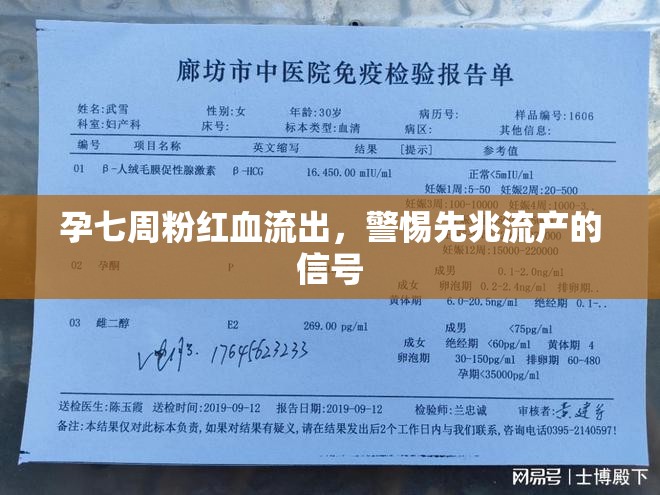 廊坊市中医院免疫检验报告单
姓名:武雪 性别:女 年龄:30岁 病历号: 样品编号:1606
科室:妇产科 床号: 标本类型:血清 病区: 其他信息:
编号 项目名称 英文缩写 结果 [提示] 参考值
01 β-人绒毛膜促性腺激素 β-HCG 16.450.00 mIU/ml 正常<5mIU/ml
妊娠1周:5-50 妊娠2周:20-500
孕七周粉红血流出，警惕先兆流产的
信号
02 孕酮 P 成男 0.1-2.0ng/ml
成女 卵泡期 0.2-2.4ng/ml 排卵期..
黄体期 6.0-20.5ng/ml 绝经期 0.1-..
03 雌二醇 E2 269.00 pg/ml 成男 <75pg/ml
成女 绝经期 <60pg/ml 黄体期 4
卵泡期 30-150pg/ml 排卵期 60-480
孕期<35000pg/ml
17645623233
送检医生:陈玉霞 送检时间:2019-09-12 报告日期:2019-09-12 检验师:兰忠诚 审核者:
备注:本结果仅对此标本负责,如果对结果有疑义,请在结果发出后2个工作日内与我们联系,咨询电话0395-2140597!
网易号 | 士博殿下